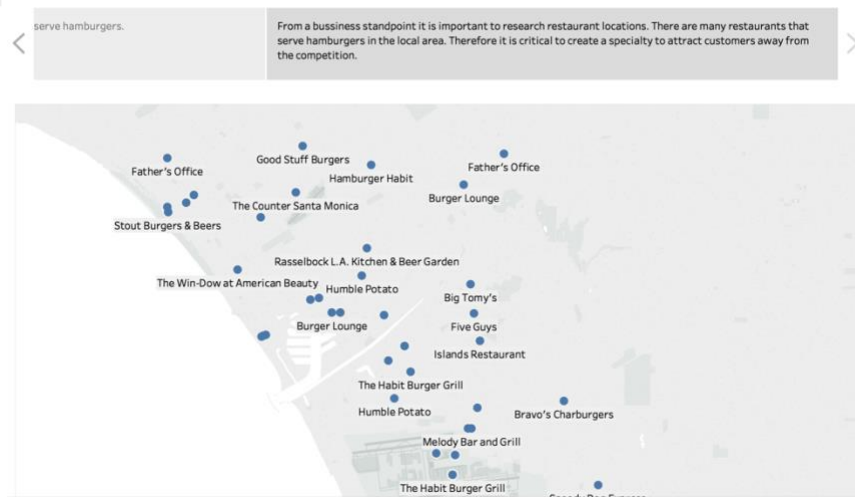 serve hamburgers.
From a bussiness standpoint it is important to research restaurant locations. There are many restaurants that
serve hamburgers in the local area. Therefore it is critical to create a specialty to attract customers away from
the competition.
Father's Office
Good Stuff Burgers
Hamburger Habit
Father's Office
Burger Lounge
The Counter Santa Monica
Stout Burgers & Beers
Rasselbock L.A. Kitchen & Beer Garden
The Win-Dow at American Beauty
Humble Potato
Big Tomy's
Burger Lounge
Five Guys
Islands Restaurant
The Habit Burger Grill
Humble Potato
Bravo's Charburgers
Melody Bar and Grill
The Habit Burger Grill